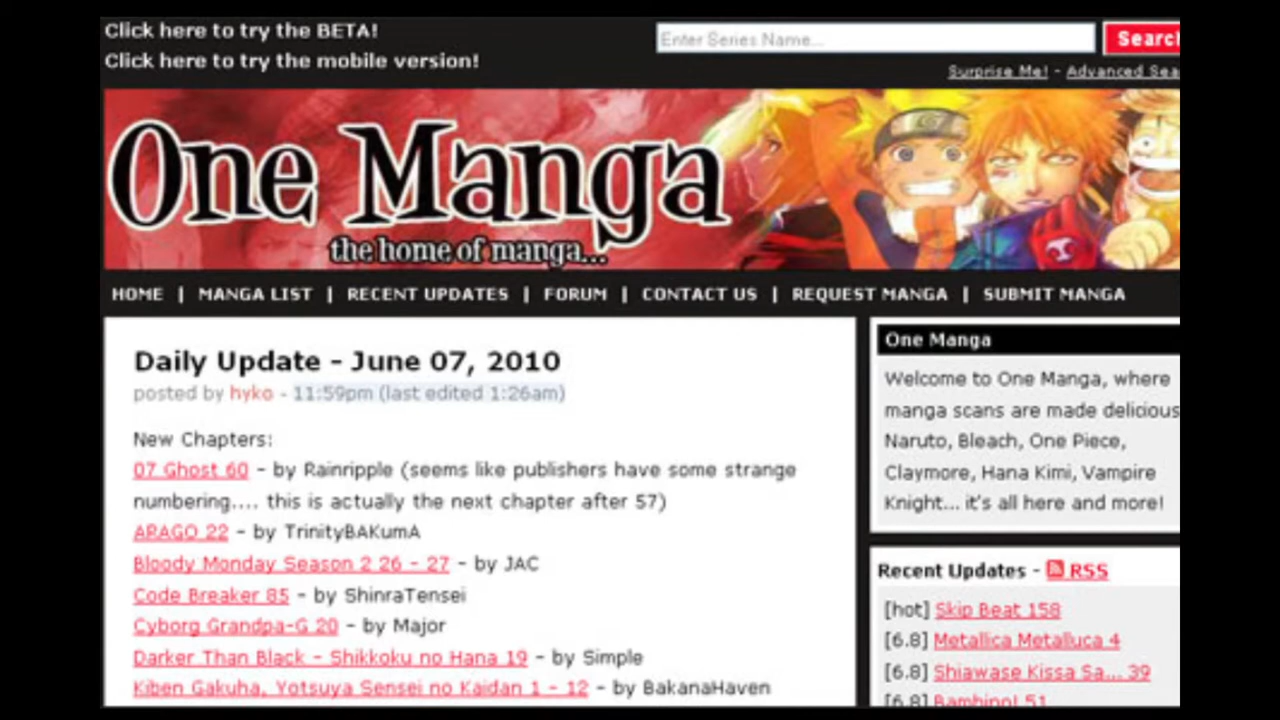 Click here to try the BETA!
Click here to try the mobile version!
Enter Series Name...
Search
Surprise Me! - Advanced Sea
One Manga
the home of manga...
HOME | MANGA LIST | RECENT UPDATES | FORUM | CONTACT US | REQUEST MANGA | SUBMIT MANGA
Daily Update - June 07, 2010
posted by hyko - 11:59pm (last edited 1:26am)
New Chapters:
07 Ghost 60 - by Rainripple (seems like publishers have some strange
numbering.... this is actually the next chapter after 57)
ARAGO 22 - by TrinityBAKumA
Bloody Monday Season 2 26 - 27 - by JAC
Code Breaker 85 - by ShinraTensei
Cyborg Grandpa-G 20 - by Major
Darker Than Black - Shikkoku no Hana 19 - by Simple
Kiben Gakuha, Yotsuya Sensei no Kaidan 1 - 12 - by BakanaHaven
One Manga
Welcome to One Manga, where
manga scans are made delicious
Naruto, Bleach, One Piece,
Claymore, Hana Kimi, Vampire
Knight... it's all here and more!
Recent Updates - RSS
[hot] Skip Beat 158
[6.8] Metallica Metalluca 4
[6.8] Shiawase Kissa Sa... 39
[6.8] Bambino! 51